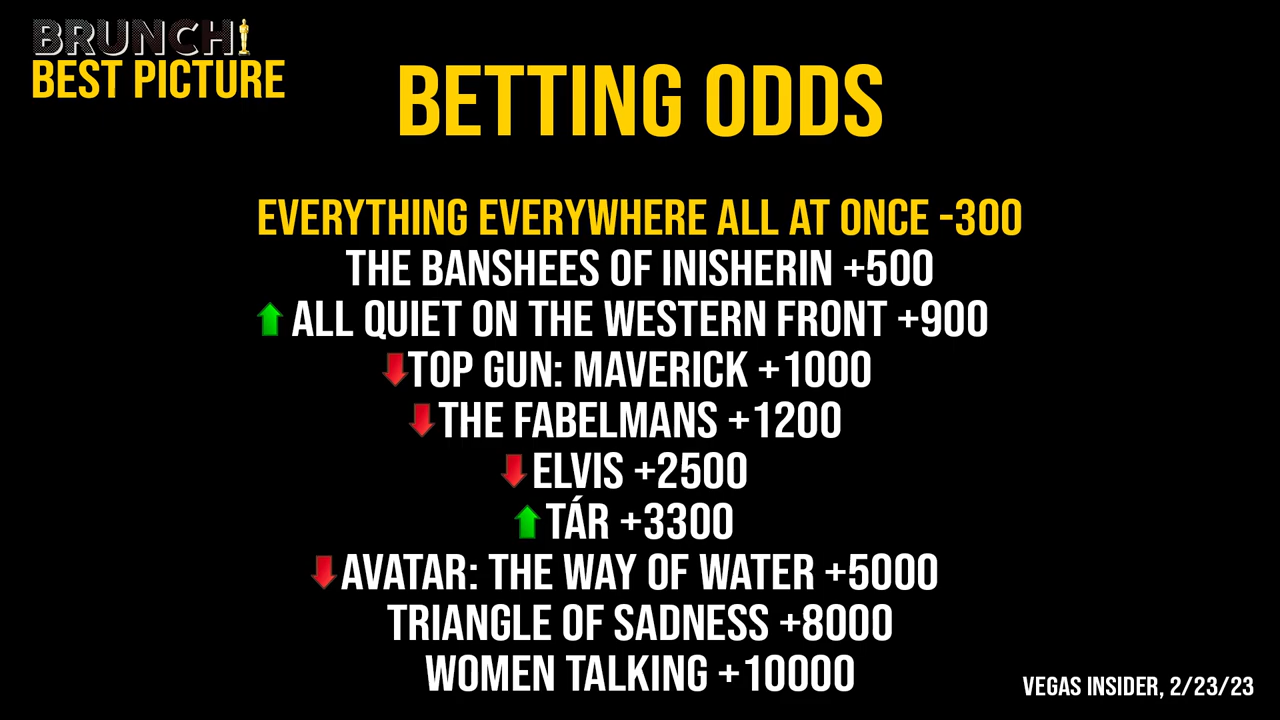 BRUNCH
BEST PICTURE
BETTING ODDS
EVERYTHING EVERYWHERE ALL AT ONCE -300
THE BANSHEES OF INISHERIN +500
ALL QUIET ON THE WESTERN FRONT +900
TOP GUN: MAVERICK +1000
THE FABELMANS +1200
ELVIS +2500
TÁR +3300
AVATAR: THE WAY OF WATER +5000
TRIANGLE OF SADNESS +8000
WOMEN TALKING +10000
VEGAS INSIDER, 2/23/23